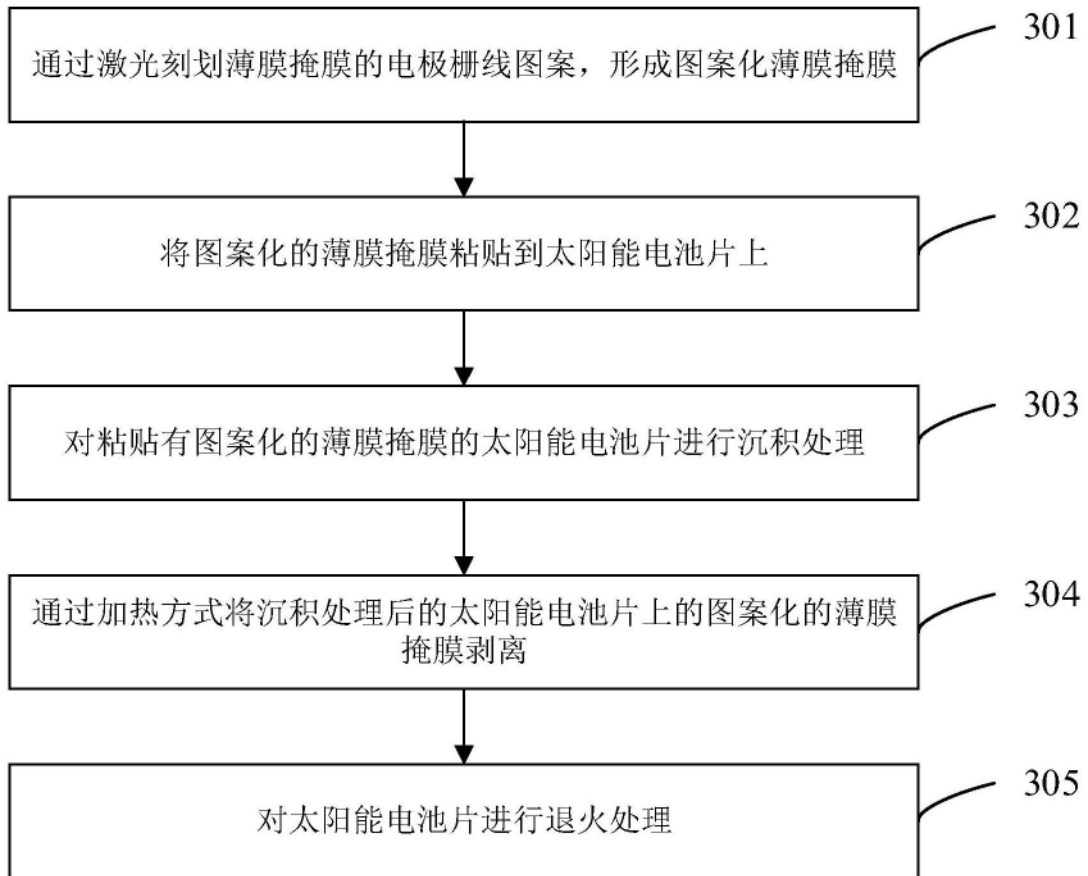 301
通过激光刻划薄膜掩膜的电极栅线图案，形成图案化薄膜掩膜
302
将图案化的薄膜掩膜粘贴到太阳能电池片上
303
对粘贴有图案化的薄膜掩膜的太阳能电池片进行沉积处理
304
通过加热方式将沉积处理后的太阳能电池片上的图案化的薄膜
掩膜剥离
305
对太阳能电池片进行退火处理